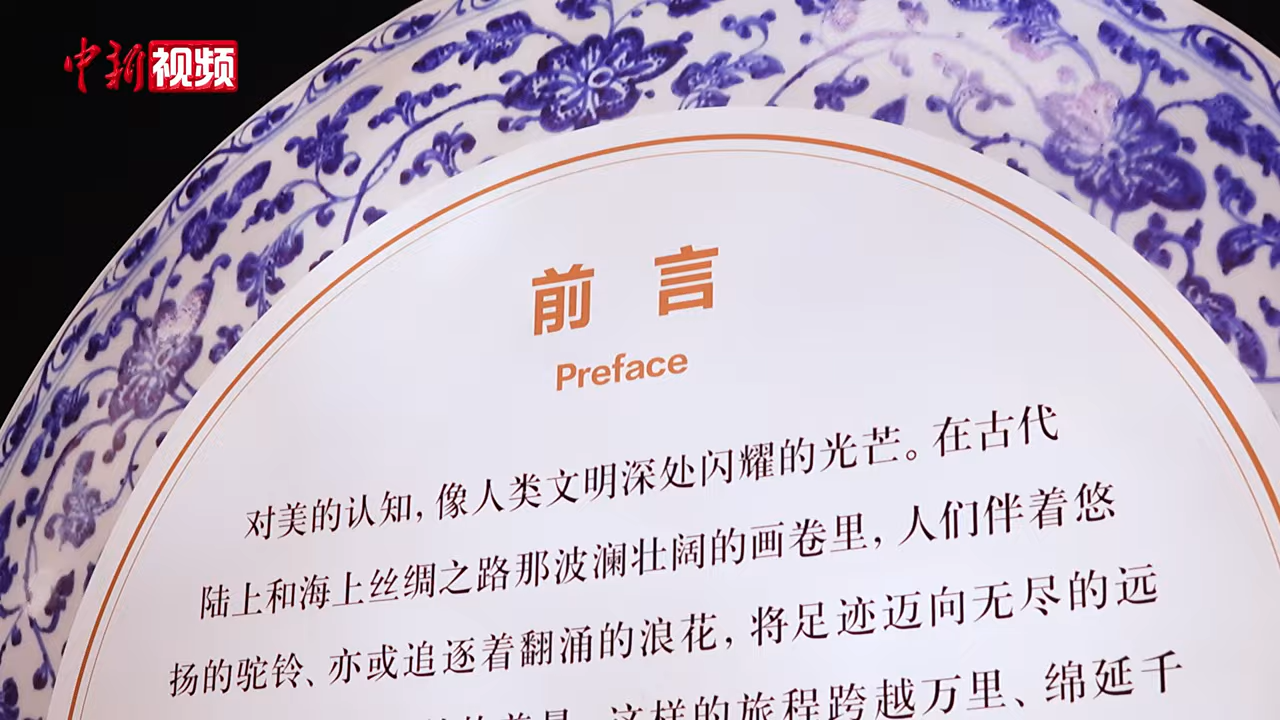 中新视频
前言
Preface
对美的认知，像人类文明深处闪耀的光芒。在古代
陆上和海上丝绸之路那波澜壮阔的画卷里，人们伴着悠
扬的驼铃、亦或追逐着翻涌的浪花，将足迹迈向无尽的远
这样的旅程跨越万里、绵延千